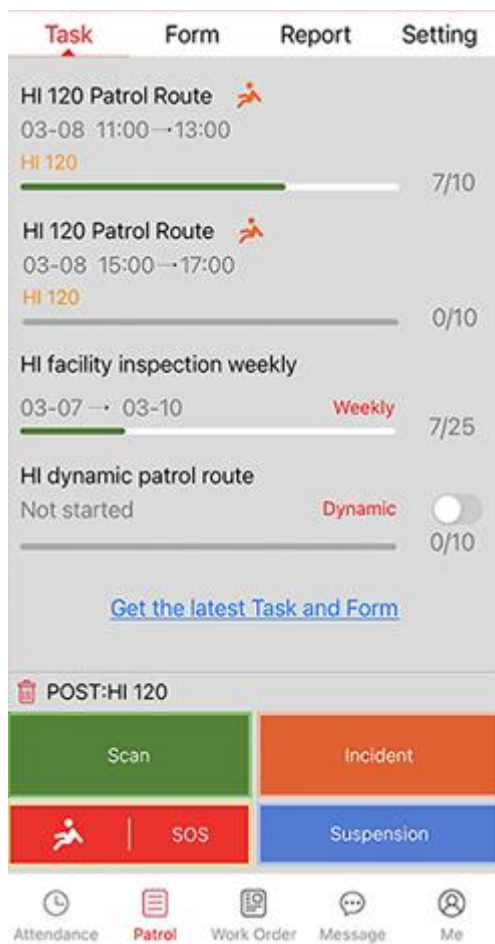 Task Form Report Setting
HI 120 Patrol Route
03-08 11:00→13:00
HI 120
7/10
HI 120 Patrol Route
03-08 15:00→17:00
HI 120
0/10
HI facility inspection weekly
03-07 → 03-10 Weekly
7/25
HI dynamic patrol route
Not started Dynamic
0/10
Get the latest Task and Form
POST:HI 120
Scan Incident
SOS Suspension
Attendance Patrol Work Order Message Me